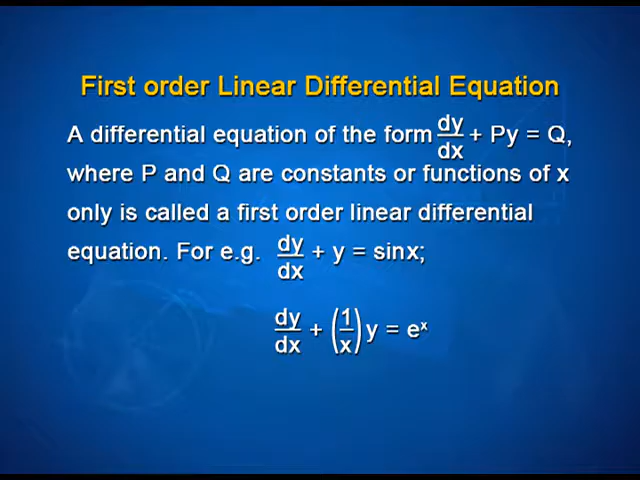 First order Linear Differential Equation
A differential equation of the form dy/dx + Py = Q,
where P and Q are constants or functions of x
only is called a first order linear differential
equation. For e.g. dy/dx + y = sinx;
dy/dx + (1/x) y = eˣ